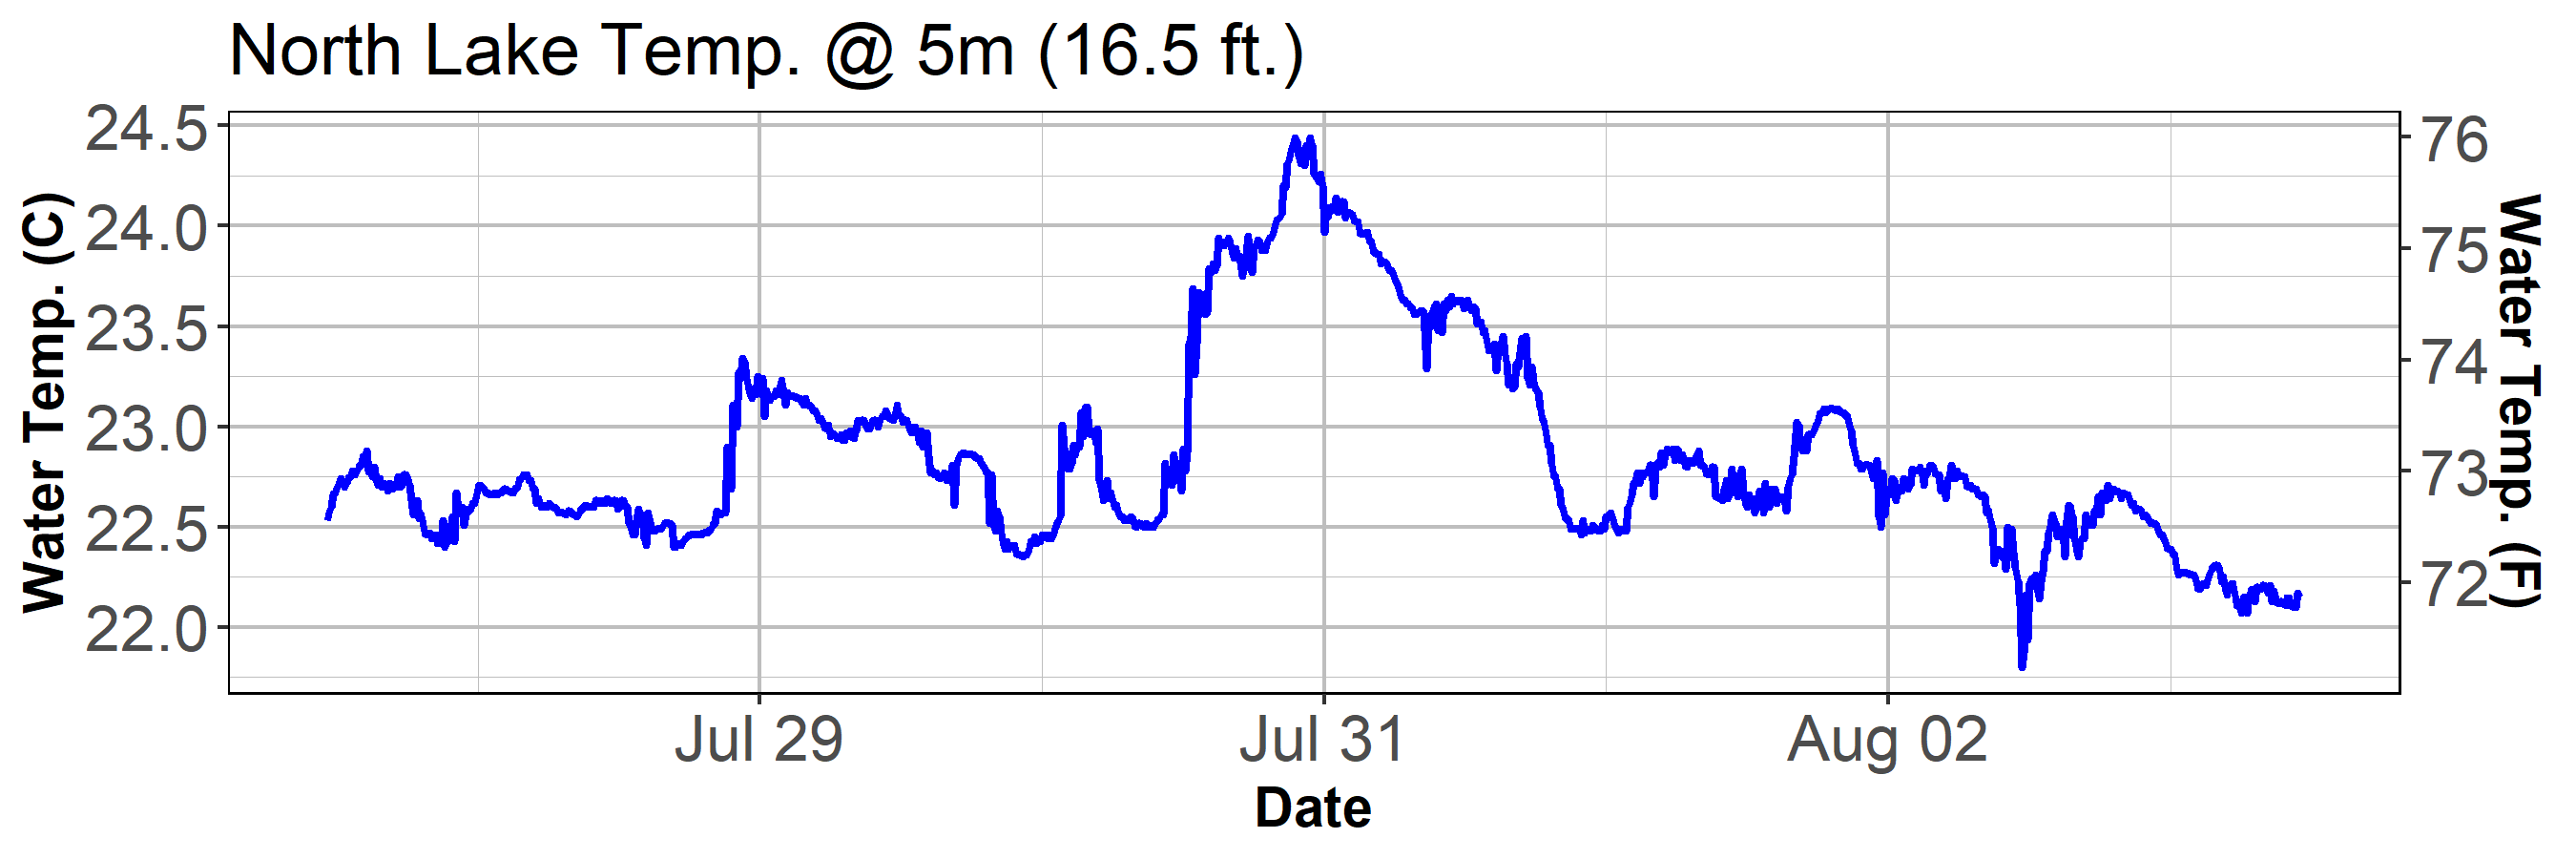 North Lake Temp. @ 5m (16.5 ft.)
Water Temp. (C)
24.5
24.0
23.5
23.0
22.5
22.0
76
75
74
73
72
Water Temp. (F)
Jul 29
Jul 31
Aug 02
Date